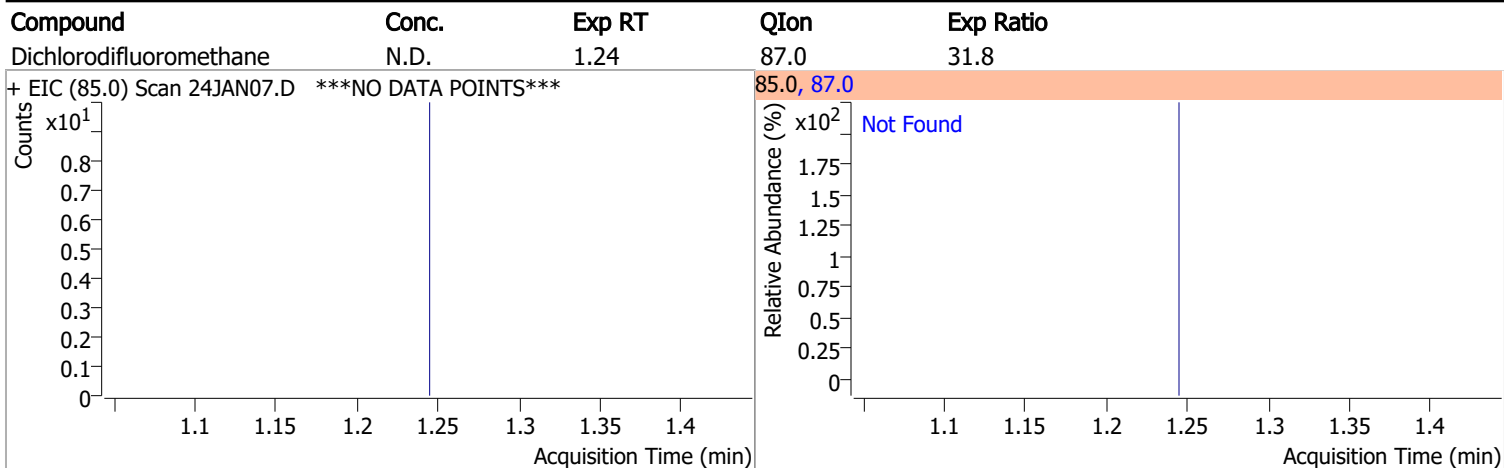 Compound Conc. Exp RT QIon Exp Ratio
Dichlorodifluoromethane N.D. 1.24 87.0 31.8
+ EIC (85.0) Scan 24JAN07.D ***NO DATA POINTS***
Counts
x10¹
0.8
0.7
0.6
0.5
0.4
0.3
0.2
0.1
0
1.1 1.15 1.2 1.25 1.3 1.35 1.4
Acquisition Time (min)
85.0, 87.0
Relative Abundance (%)
x10²
Not Found
1.75
1.5
1.25
1
0.75
0.5
0.25
0
1.1 1.15 1.2 1.25 1.3 1.35 1.4
Acquisition Time (min)